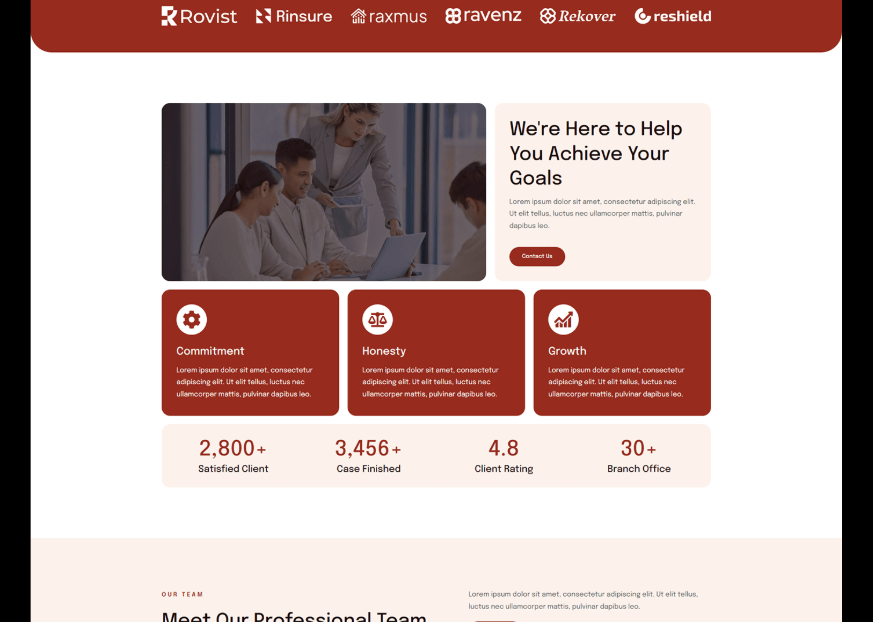 Rovist Rinsure raxmus ravenz Rekover reshield
We're Here to Help
You Achieve Your
Goals
Lorem ipsum dolor sit amet, consectetur adipiscing elit.
Ut elit tellus, luctus nec ullamcorper mattis, pulvinar
dapibus leo.
Contact Us
Commitment
Lorem ipsum dolor sit amet, consectetur
adipiscing elit. Ut elit tellus, luctus nec
ullamcorper mattis, pulvinar dapibus leo.
Honesty
Lorem ipsum dolor sit amet, consectetur
adipiscing elit. Ut elit tellus, luctus nec
ullamcorper mattis, pulvinar dapibus leo.
Growth
Lorem ipsum dolor sit amet, consectetur
adipiscing elit. Ut elit tellus, luctus nec
ullamcorper mattis, pulvinar dapibus leo.
2,800+
Satisfied Client
3,456+
Case Finished
4.8
Client Rating
30+
Branch Office
OUR TEAM
Meet Our Professional Team
Lorem ipsum dolor sit amet, consectetur adipiscing elit. Ut elit tellus,
luctus nec ullamcorper mattis, pulvinar dapibus leo.